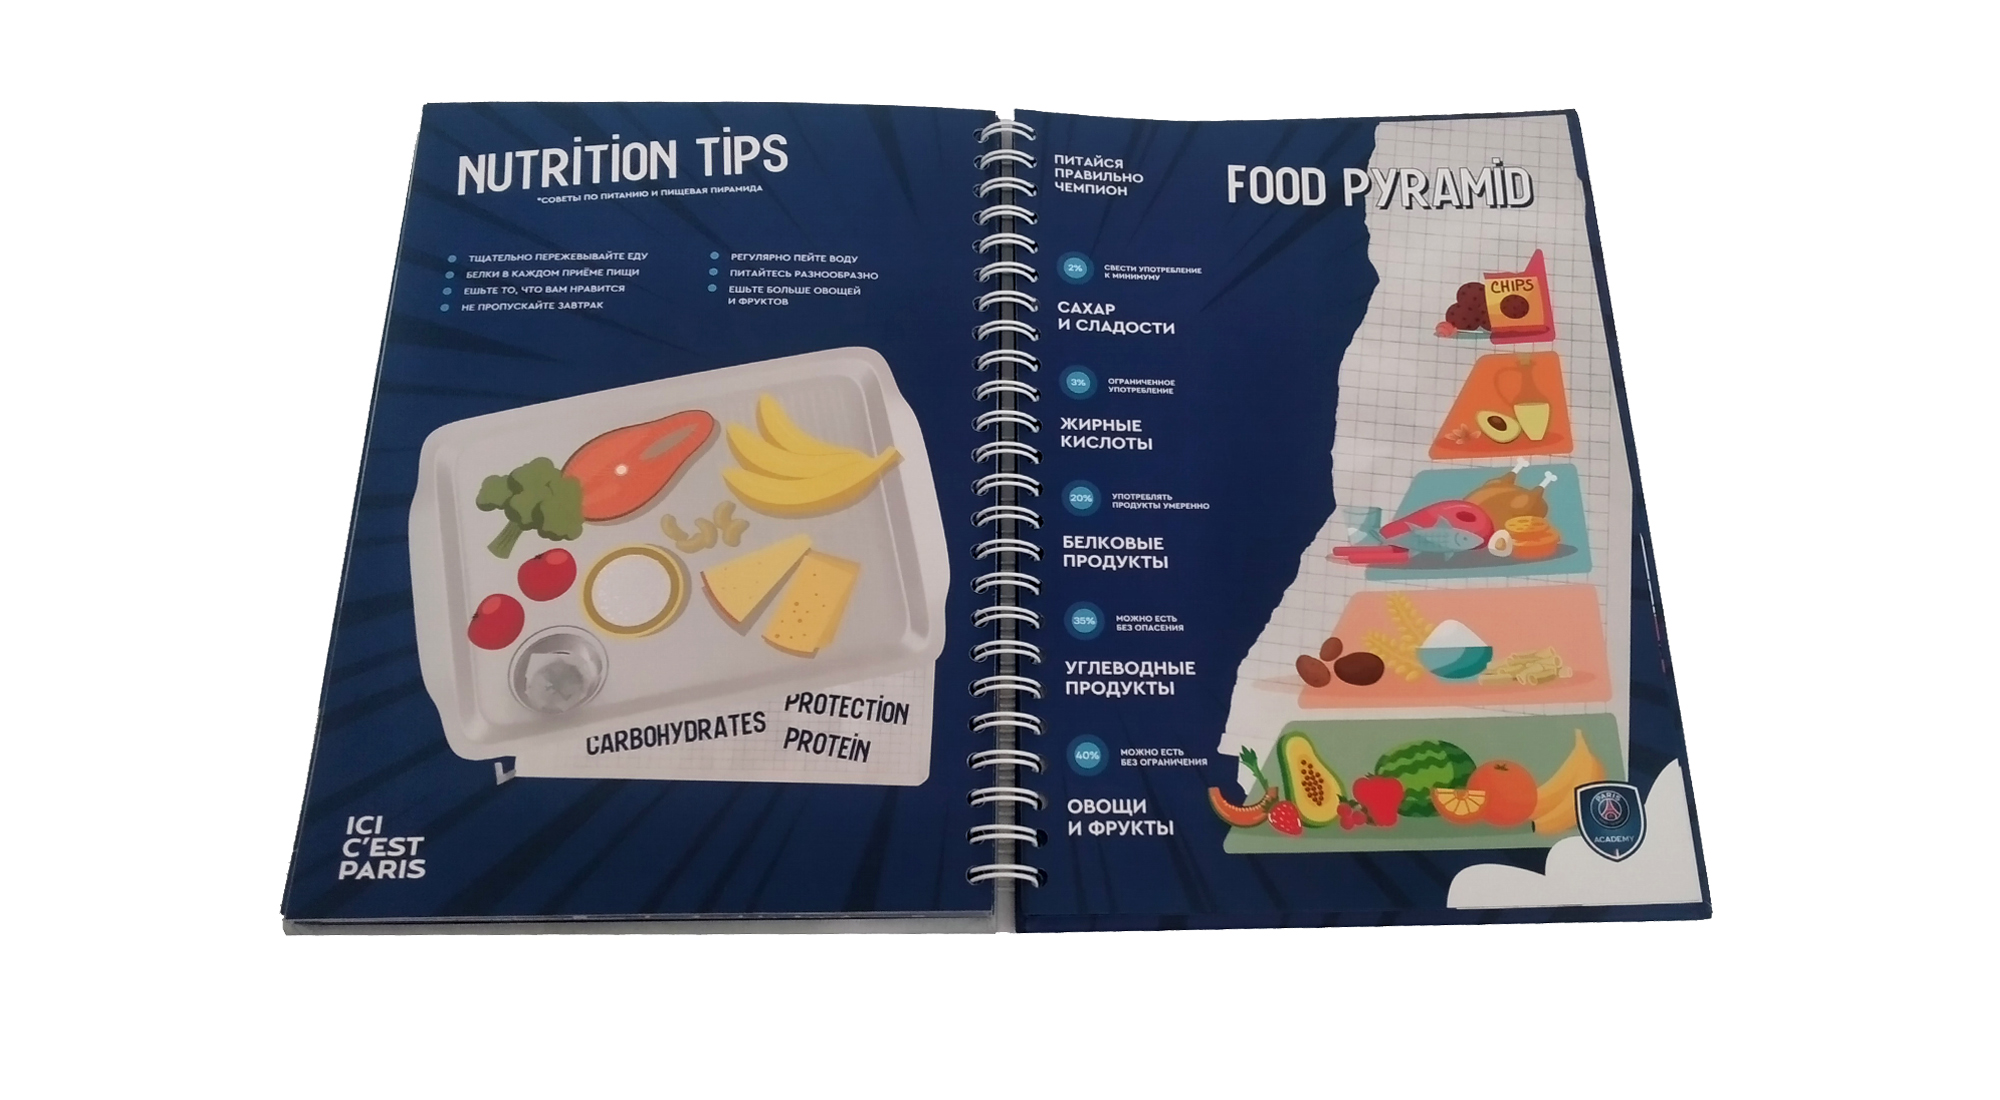 NUTRITION TIPS
*СОВЕТЫ ПО ПИТАНИЮ И ПИЩЕВАЯ ПИРАМИДА
ТЩАТЕЛЬНО ПЕРЕЖЕВЫВАЙТЕ ЕДУ
БЕЛКИ В КАЖДОМ ПРИЁМЕ ПИЩИ
ЕШЬТЕ ТО, ЧТО ВАМ НРАВИТСЯ
НЕ ПРОПУСКАЙТЕ ЗАВТРАК
РЕГУЛЯРНО ПЕЙТЕ ВОДУ
ПИТАЙТЕСЬ РАЗНООБРАЗНО
ЕШЬТЕ БОЛЬШЕ ОВОЩЕЙ
И ФРУКТОВ
CARBOHYDRATES
PROTECTION
PROTEIN
ICI
C'EST
PARIS
ПИТАЙСЯ
ПРАВИЛЬНО
ЧЕМПИОН
FOOD PYRAMID
2%
СВЕСТИ УПОТРЕБЛЕНИЕ
К МИНИМУМУ
САХАР
И СЛАДОСТИ
CHIPS
3%
ОГРАНИЧЕННОЕ
УПОТРЕБЛЕНИЕ
ЖИРНЫЕ
КИСЛОТЫ
20%
УПОТРЕБЛЯТЬ
ПРОДУКТЫ УМЕРЕННО
БЕЛКОВЫЕ
ПРОДУКТЫ
35%
МОЖНО ЕСТЬ
БЕЗ ОПАСЕНИЯ
УГЛЕВОДНЫЕ
ПРОДУКТЫ
40%
МОЖНО ЕСТЬ
БЕЗ ОГРАНИЧЕНИЯ
ОВОЩИ
И ФРУКТЫ
PARIS
ACADEMY